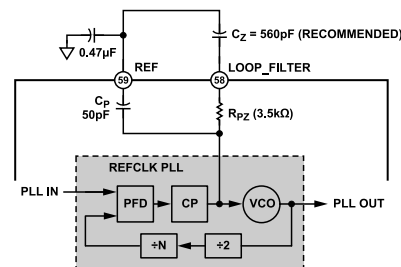 C_Z = 560pF (RECOMMENDED)
0.47µF
REF
LOOP_FILTER
59
58
C_P
50pF
R_PZ (3.5kΩ)
REFCLK PLL
PLL IN
PFD
CP
VCO
PLL OUT
÷N
÷2